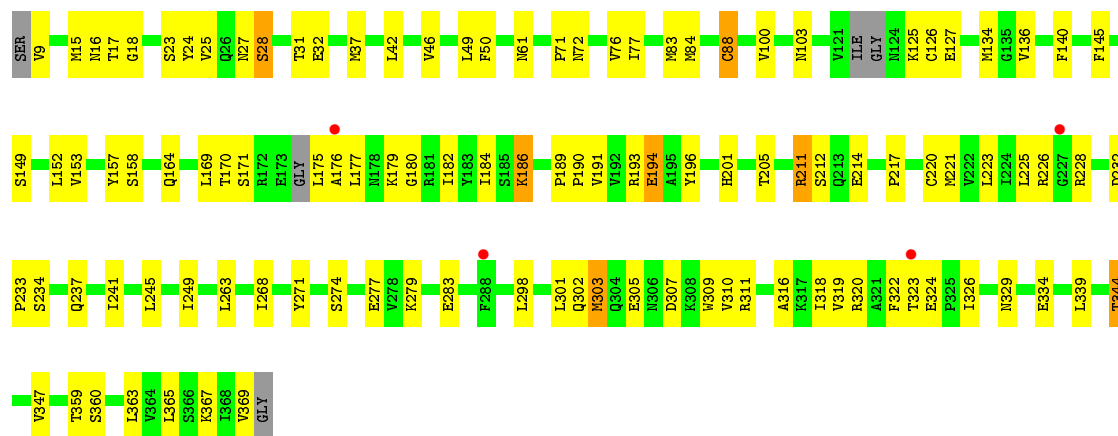 SER V9 M15 N16 T17 G18 S23 Y24 V25 Q26 N27 S28 T31 E32 M37 L42 V46 L49 F50 N61 P71 N72 V76 I77 M83 M84 C88 V100 N103 V121 ILE GLY N124 K125 C126 E127 M134 G135 V136 F140 F145
S149 L152 V153 Y157 S158 Q164 L169 T170 S171 R172 E173 GLY L175 A176 L177 N178 K179 G180 R181 I182 Y183 I184 S185 K186 P189 P190 V191 V192 R193 E194 A195 Y196 H201 T205 R211 S212 Q213 E214 P217 C220 M221 V222 L223 I224 L225 R226 G227 R228
P233 S234 Q237 I241 L245 I249 L263 I268 Y271 S274 E277 V278 K279 E283 F288 L298 L301 Q302 M303 Q304 E305 N306 D307 K308 W309 V310 R311 A316 K317 I318 V319 R320 A321 F322 T323 E324 P325 I326 N329 E334 L339
V347 T359 S360 L363 V364 L365 S366 K367 I368 V369 GLY